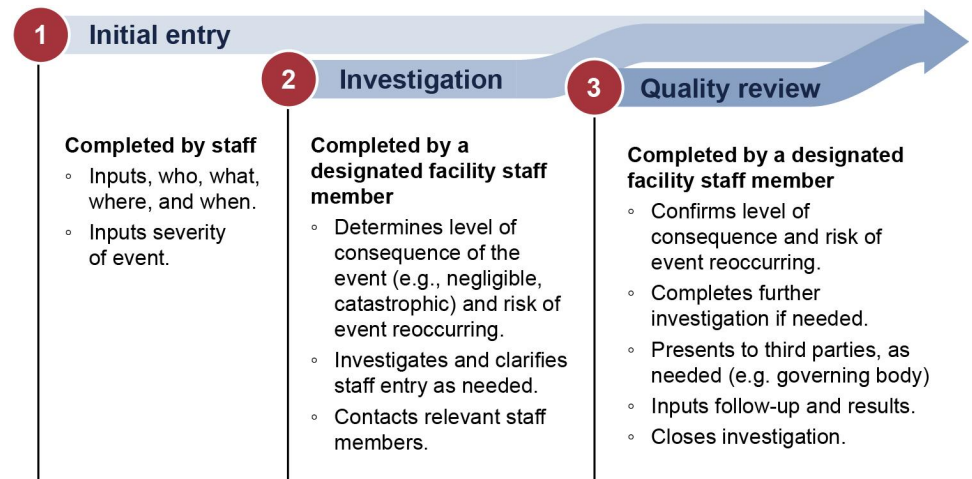 1 Initial entry
Completed by staff
◦ Inputs, who, what,
where, and when.
◦ Inputs severity
of event.
2 Investigation
Completed by a
designated facility staff
member
◦ Determines level of
consequence of the
event (e.g., negligible,
catastrophic) and risk of
event reoccurring.
◦ Investigates and clarifies
staff entry as needed.
◦ Contacts relevant staff
members.
3 Quality review
Completed by a designated
facility staff member
◦ Confirms level of
consequence and risk of
event reoccurring.
◦ Completes further
investigation if needed.
◦ Presents to third parties, as
needed (e.g. governing body)
◦ Inputs follow-up and results.
◦ Closes investigation.